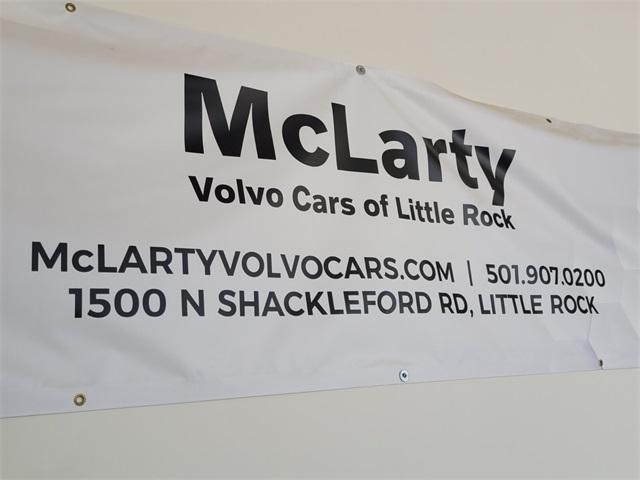 McLarty
Volvo Cars of Little Rock
McLARTYVOLVOCARS.COM | 501.907.0200
1500 N SHACKLEFORD RD, LITTLE ROCK